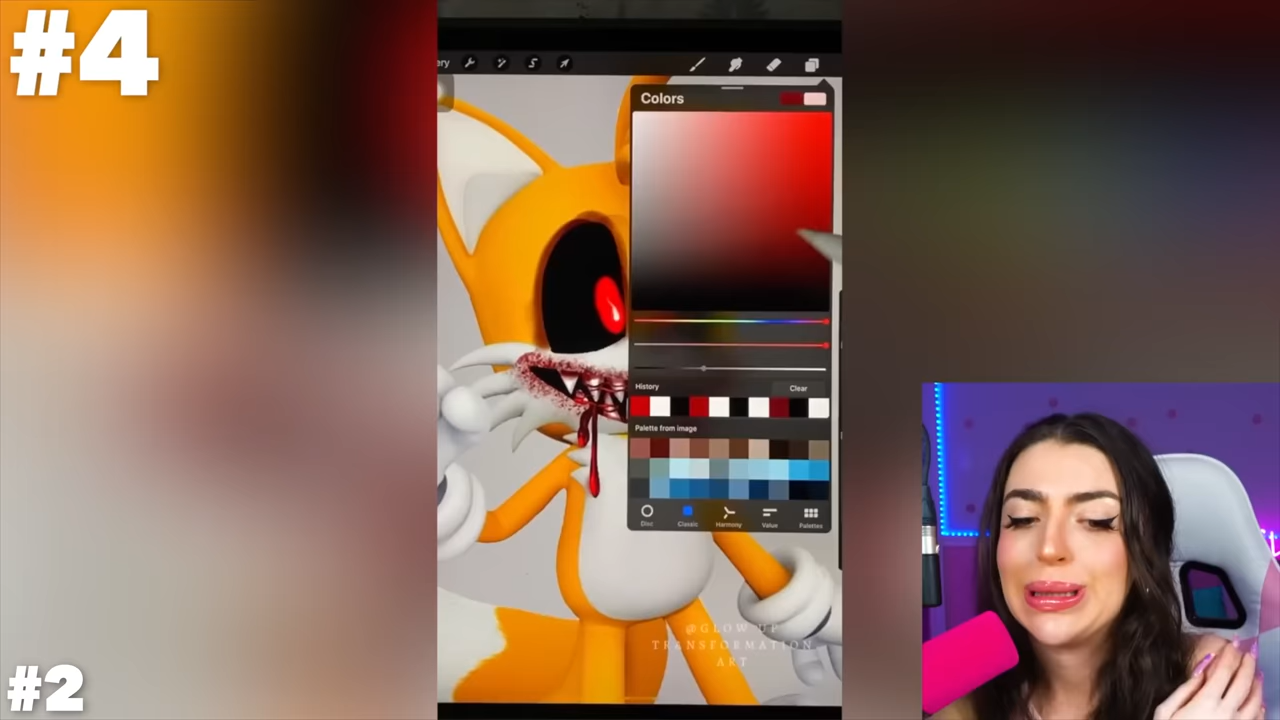 #4
ery
Colors
History
Clear
Palette from image
Disc
Classic
Harmony
Value
Palettes
@GLOW UP
TRANSFORMATION
ART
#2